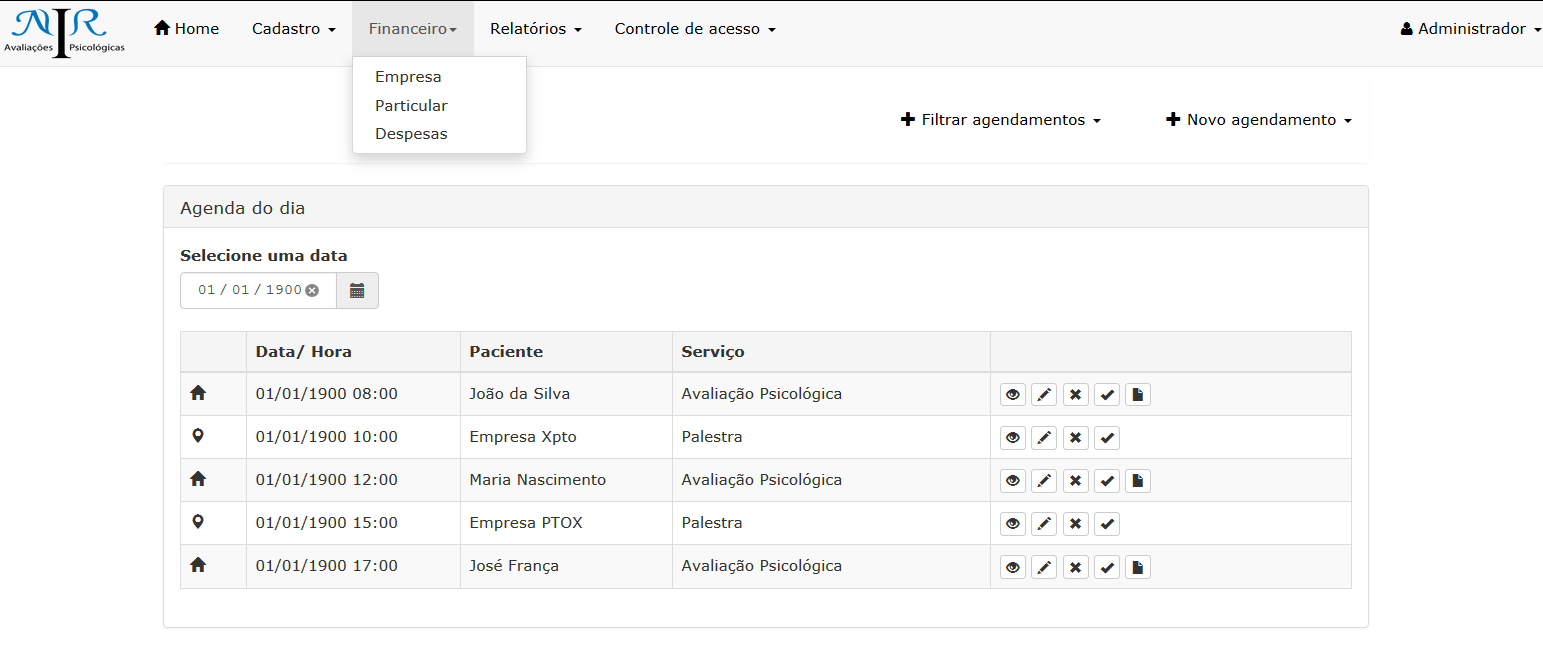 NIR
Avaliações Psicológicas
Home Cadastro Financeiro Relatórios Controle de acesso Administrador
Empresa
Particular
Despesas
Filtrar agendamentos Novo agendamento
Agenda do dia
Selecione uma data
01 / 01 / 1900
Data/ Hora Paciente Serviço
01/01/1900 08:00 João da Silva Avaliação Psicológica
01/01/1900 10:00 Empresa Xpto Palestra
01/01/1900 12:00 Maria Nascimento Avaliação Psicológica
01/01/1900 15:00 Empresa PTOX Palestra
01/01/1900 17:00 José França Avaliação Psicológica